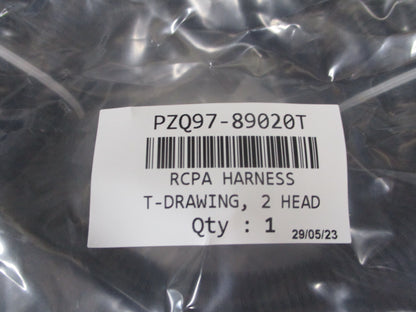 PZQ97-89020T
RCPA HARNESS
T-DRAWING, 2 HEAD
Qty : 1
29/05/23